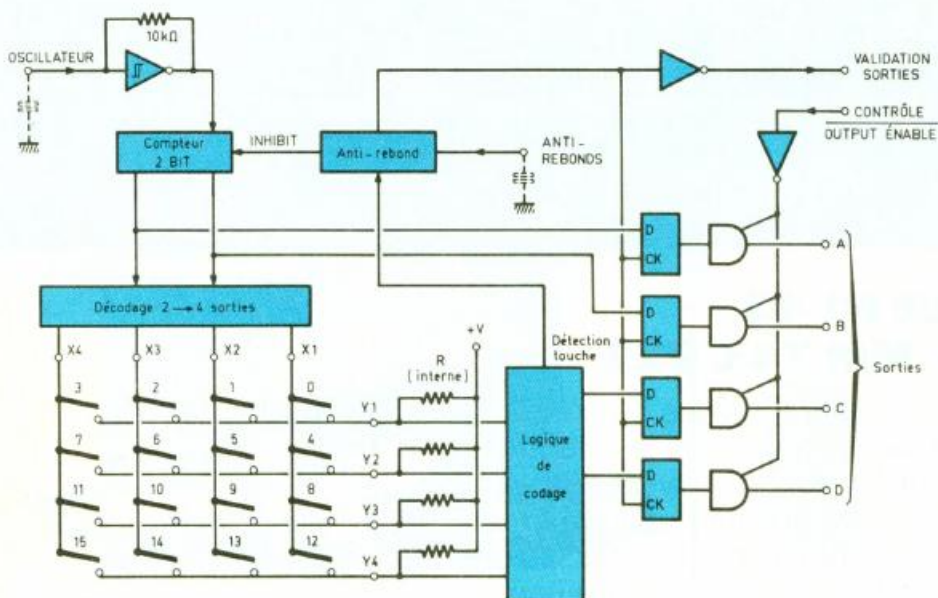 10kΩ
OSCILLATEUR
VALIDATION
SORTIES
CONTRÔLE
OUTPUT ÉNABLE
Compteur
2 BIT
INHIBIT
Anti-rebond
ANTI-
REBONDS
D
CK
A
Décodage 2 → 4 sorties
D
CK
B
+V
Détection
touche
X4 X3 X2 X1
R
(interne)
Sorties
3 2 1 0
Y1
D
CK
C
7 6 5 4
Y2
Logique
de
codage
11 10 9 8
Y3
D
CK
D
15 14 13 12
Y4